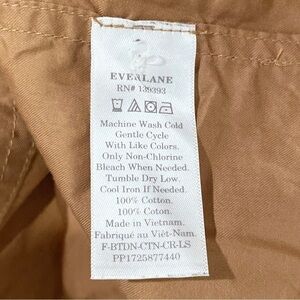 EVERLANE
RN# 139393
Machine Wash Cold
Gentle Cycle
With Like Colors.
Only Non-Chlorine
Bleach When Needed.
Tumble Dry Low.
Cool Iron If Needed.
100% Cotton.
100% Coton.
Made in Vietnam.
Fabriqué au Viêt-Nam.
F-BTDN-CTN-CR-LS
PP1725877440